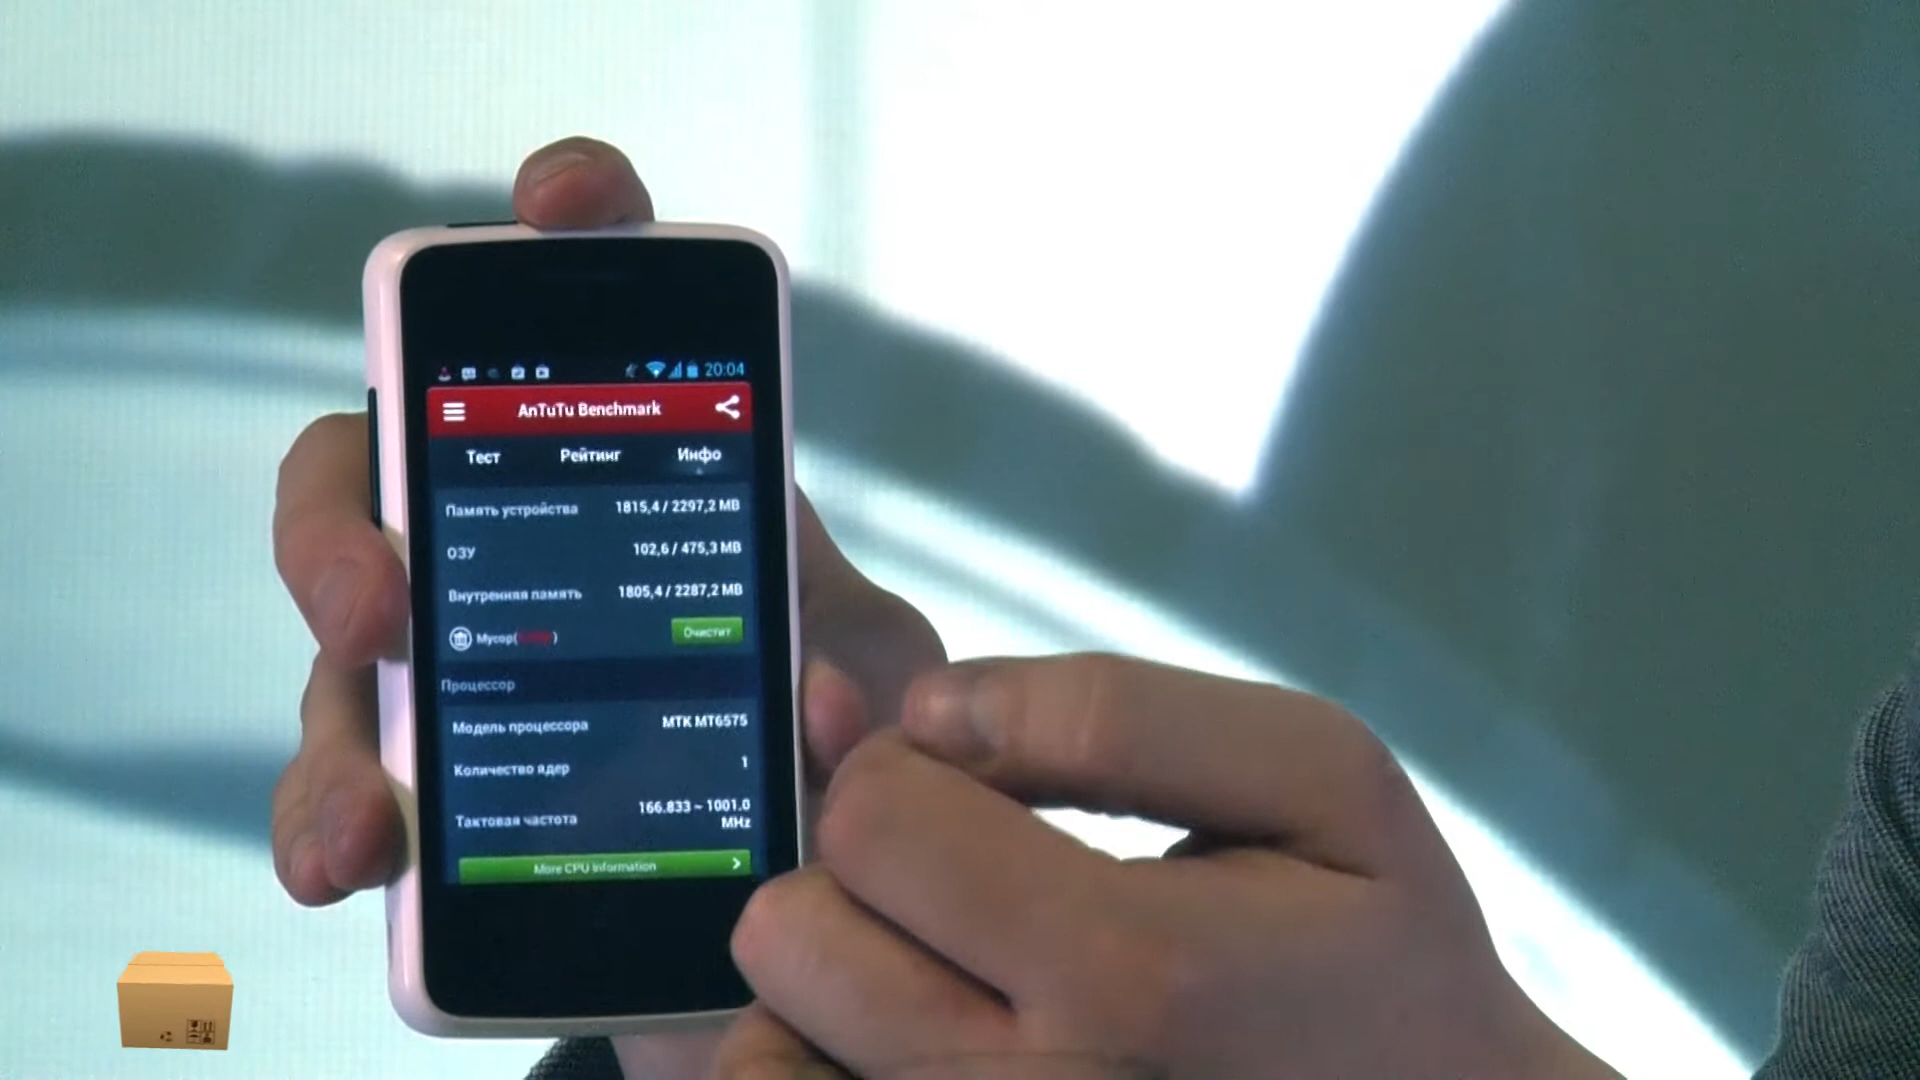 20:04
AnTuTu Benchmark
Тест Рейтинг Инфо
Память устройства 1815,4 / 2297,2 MB
ОЗУ 102,6 / 475,3 MB
Внутренняя память 1805,4 / 2287,2 MB
Мусор( ) Очистит
Процессор
Модель процессора MTK MT6575
Количество ядер 1
Тактовая частота 166.833 ~ 1001.0
MHz
More CPU Information